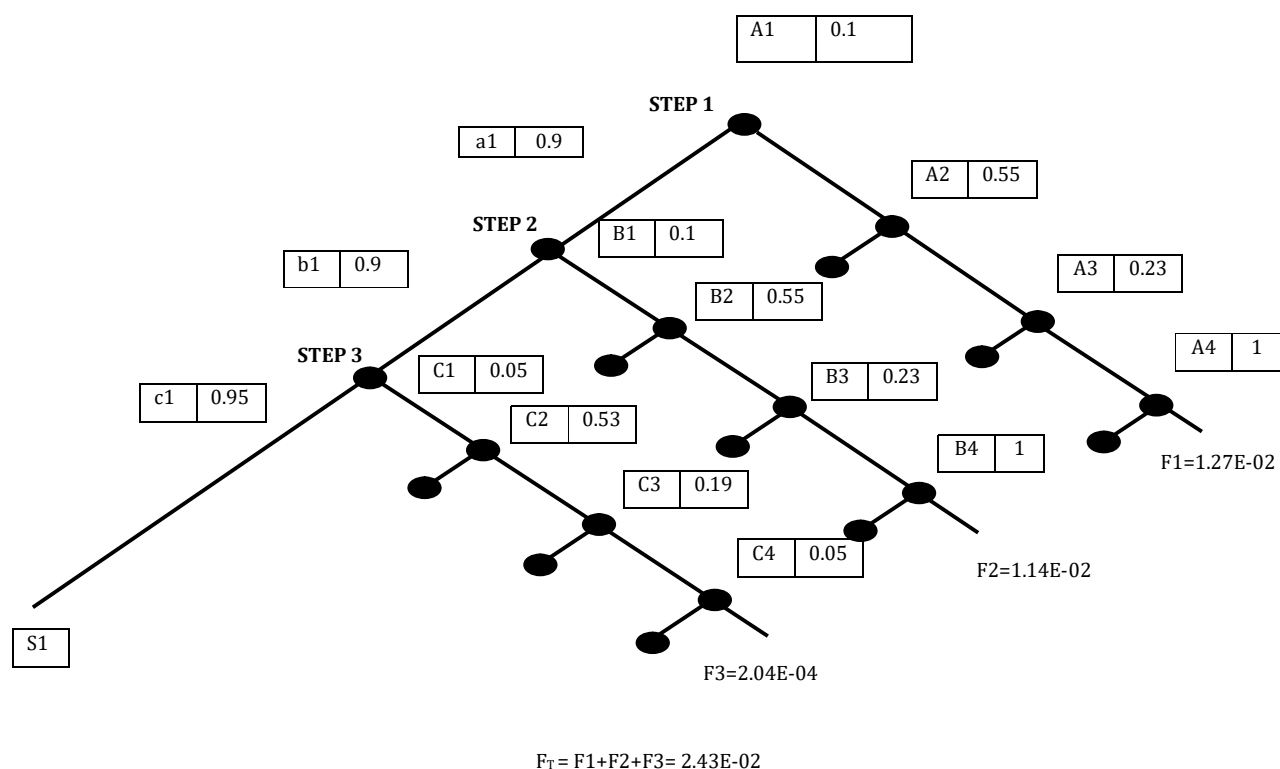 A1 0.1
STEP 1
a1 0.9
A2 0.55
STEP 2
B1 0.1
b1 0.9
A3 0.23
B2 0.55
STEP 3
A4 1
C1 0.05
B3 0.23
c1 0.95
C2 0.53
B4 1
F1=1.27E-02
C3 0.19
C4 0.05
F2=1.14E-02
S1
F3=2.04E-04
FT = F1+F2+F3= 2.43E-02